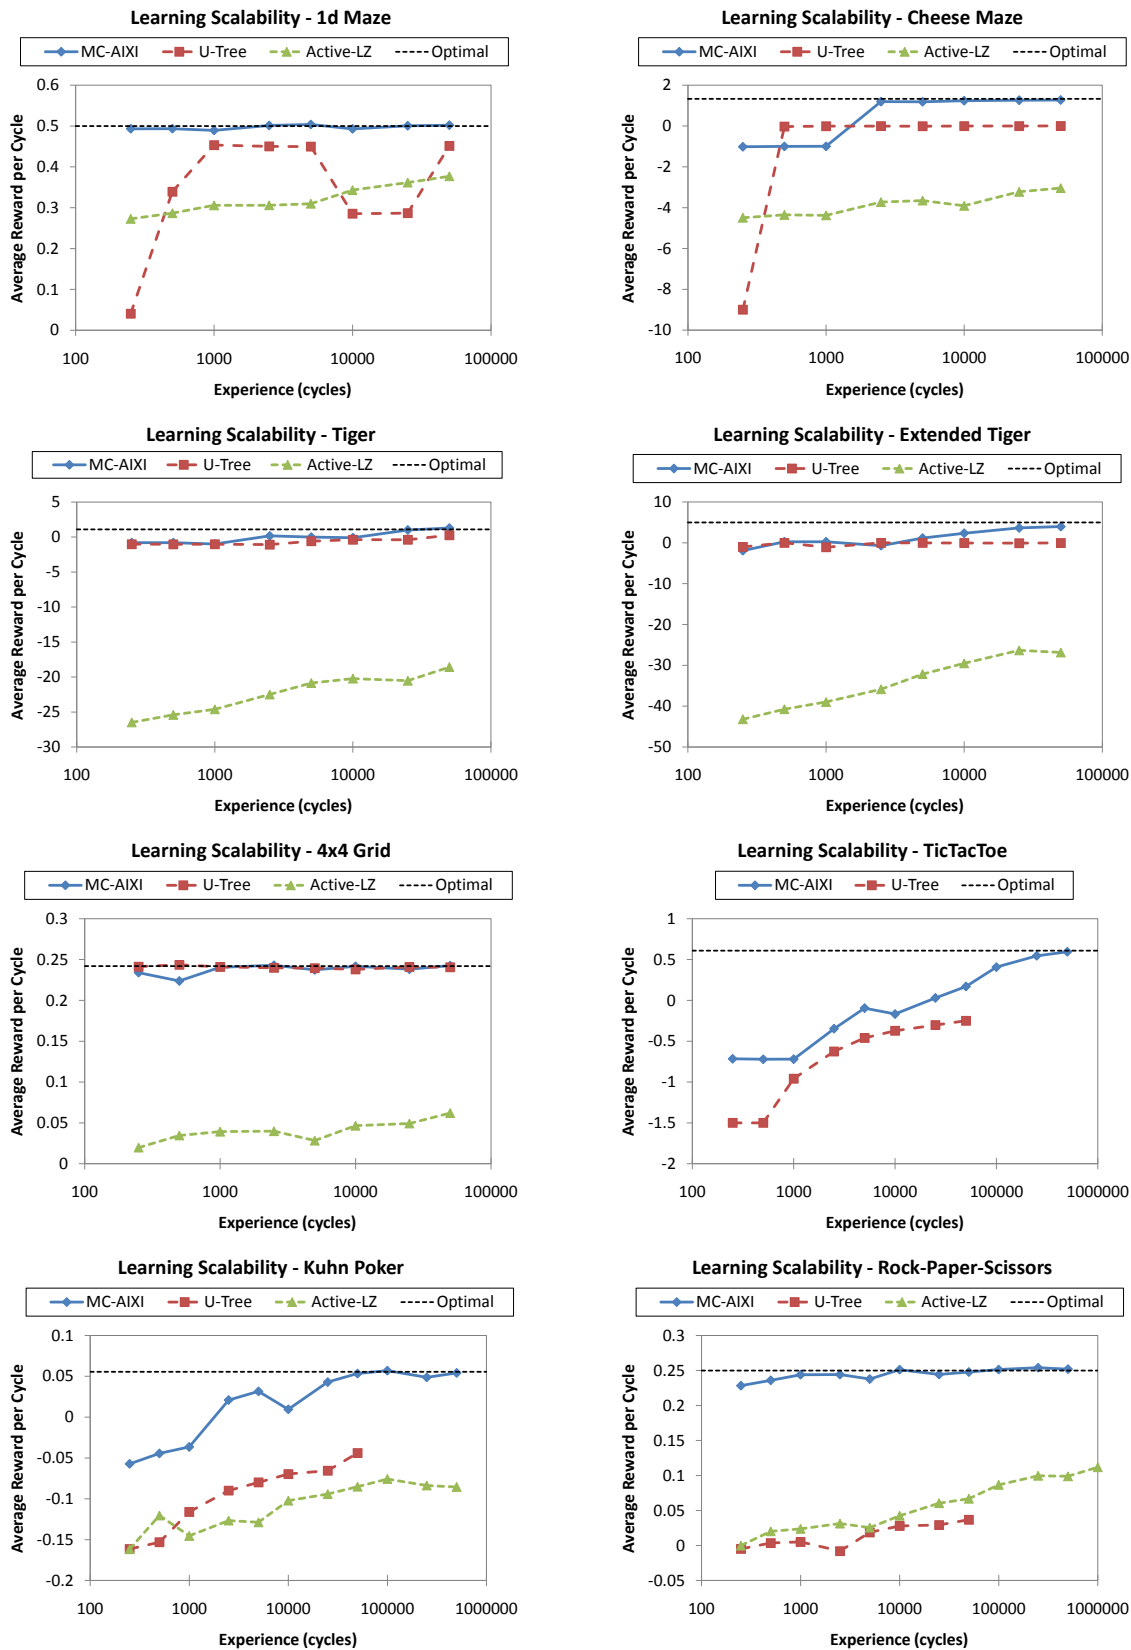 Learning Scalability - 1d Maze
MC-AIXI U-Tree Active-LZ Optimal
Average Reward per Cycle
0.6
0.5
0.4
0.3
0.2
0.1
0
100 1000 10000 100000
Experience (cycles)
Learning Scalability - Cheese Maze
MC-AIXI U-Tree Active-LZ Optimal
Average Reward per Cycle
2
0
-2
-4
-6
-8
-10
100 1000 10000 100000
Experience (cycles)
Learning Scalability - Tiger
MC-AIXI U-Tree Active-LZ Optimal
Average Reward per Cycle
5
0
-5
-10
-15
-20
-25
-30
100 1000 10000 100000
Experience (cycles)
Learning Scalability - Extended Tiger
MC-AIXI U-Tree Active-LZ Optimal
Average Reward per Cycle
10
0
-10
-20
-30
-40
-50
100 1000 10000 100000
Experience (cycles)
Learning Scalability - 4x4 Grid
MC-AIXI U-Tree Active-LZ Optimal
Average Reward per Cycle
0.3
0.25
0.2
0.15
0.1
0.05
0
100 1000 10000 100000
Experience (cycles)
Learning Scalability - TicTacToe
MC-AIXI U-Tree Optimal
Average Reward per Cycle
1
0.5
0
-0.5
-1
-1.5
-2
100 1000 10000 100000 1000000
Experience (cycles)
Learning Scalability - Kuhn Poker
MC-AIXI U-Tree Active-LZ Optimal
Average Reward per Cycle
0.1
0.05
0
-0.05
-0.1
-0.15
-0.2
100 1000 10000 100000 1000000
Experience (cycles)
Learning Scalability - Rock-Paper-Scissors
MC-AIXI U-Tree Active-LZ Optimal
Average Reward per Cycle
0.3
0.25
0.2
0.15
0.1
0.05
0
-0.05
100 1000 10000 100000 1000000
Experience (cycles)